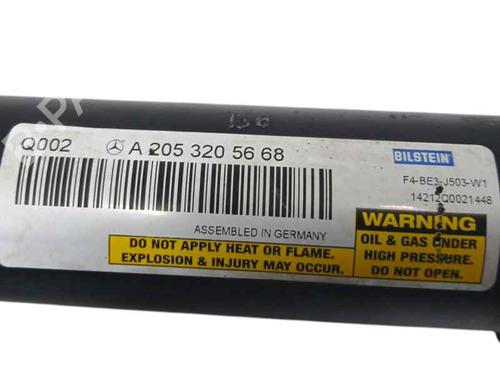 Q002
A 205 320 56 68
BILSTEIN
F4-BE3-J503-W1
14212Q0021448
ASSEMBLED IN GERMANY
DO NOT APPLY HEAT OR FLAME.
EXPLOSION & INJURY MAY OCCUR.
WARNING
OIL & GAS UNDER
HIGH PRESSURE.
DO NOT OPEN.